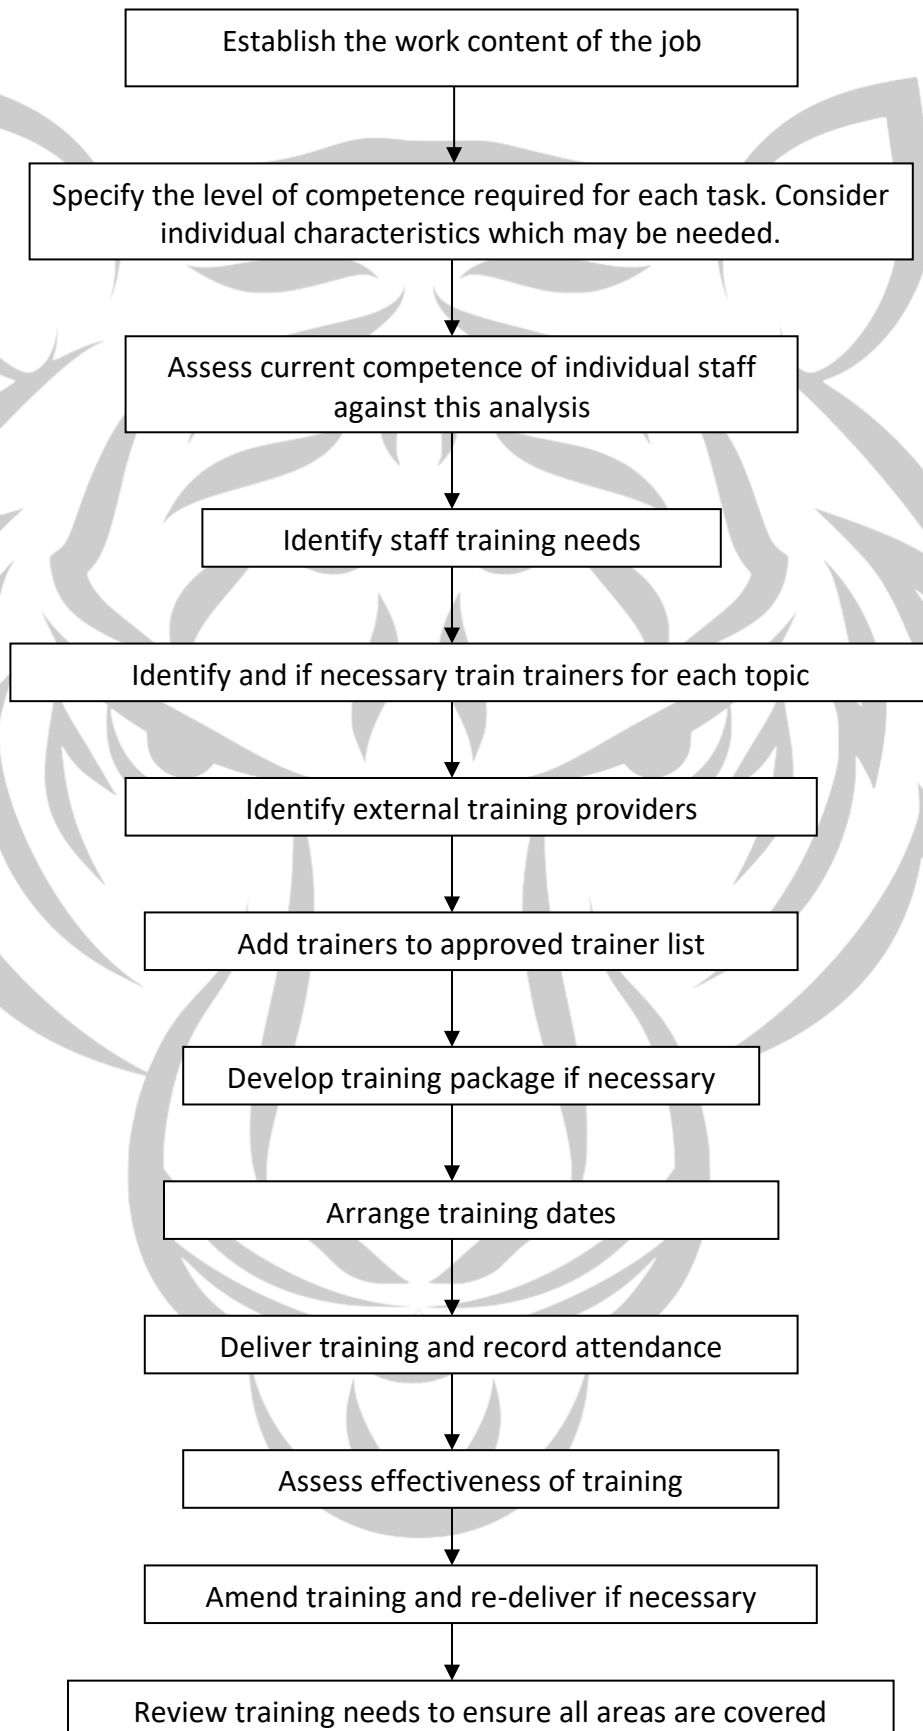 Establish the work content of the job
Specify the level of competence required for each task. Consider
individual characteristics which may be needed.
Assess current competence of individual staff
against this analysis
Identify staff training needs
Identify and if necessary train trainers for each topic
Identify external training providers
Add trainers to approved trainer list
Develop training package if necessary
Arrange training dates
Deliver training and record attendance
Assess effectiveness of training
Amend training and re-deliver if necessary
Review training needs to ensure all areas are covered